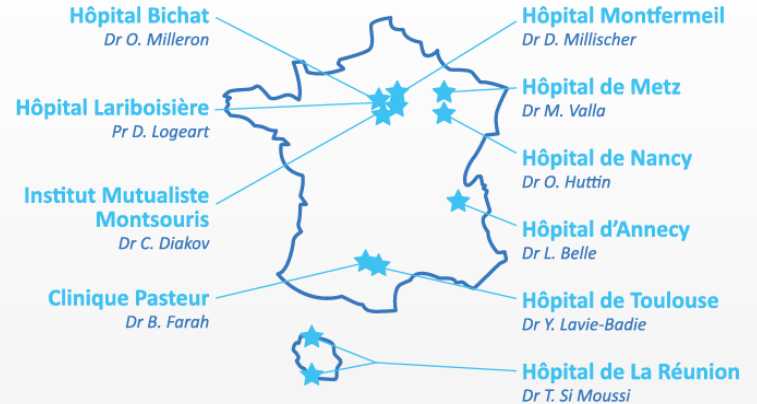 Hôpital Bichat
Dr O. Milleron
Hôpital Lariboisière
Pr D. Logeart
Institut Mutualiste
Montsouris
Dr C. Diakov
Clinique Pasteur
Dr B. Farah
Hôpital Montfermeil
Dr D. Millischer
Hôpital de Metz
Dr M. Valla
Hôpital de Nancy
Dr O. Huttin
Hôpital d'Annecy
Dr L. Belle
Hôpital de Toulouse
Dr Y. Lavie-Badie
Hôpital de La Réunion
Dr T. Si Moussi